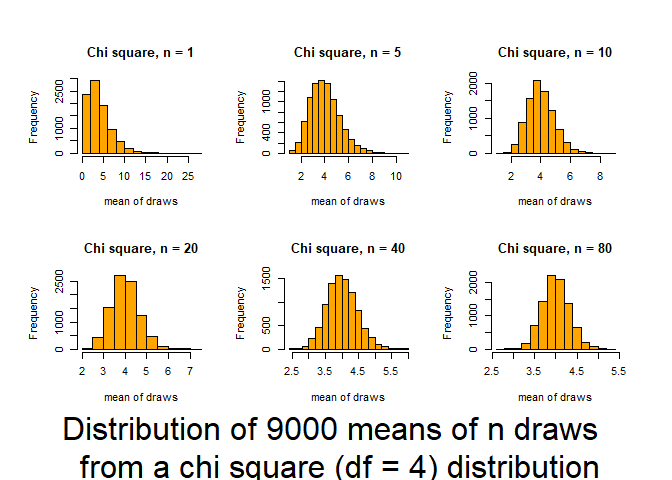 Chi square, n = 1
Frequency
0 1000 2500
0 5 10 15 20 25
mean of draws
Chi square, n = 5
Frequency
0 400 1000
2 4 6 8 10
mean of draws
Chi square, n = 10
Frequency
0 1000 2000
2 4 6 8
mean of draws
Chi square, n = 20
Frequency
0 1000 2500
2 3 4 5 6 7
mean of draws
Chi square, n = 40
Frequency
0 500 1500
2.5 3.5 4.5 5.5
mean of draws
Chi square, n = 80
Frequency
0 1000 2000
2.5 3.5 4.5 5.5
mean of draws
Distribution of 9000 means of n draws
from a chi square (df = 4) distribution